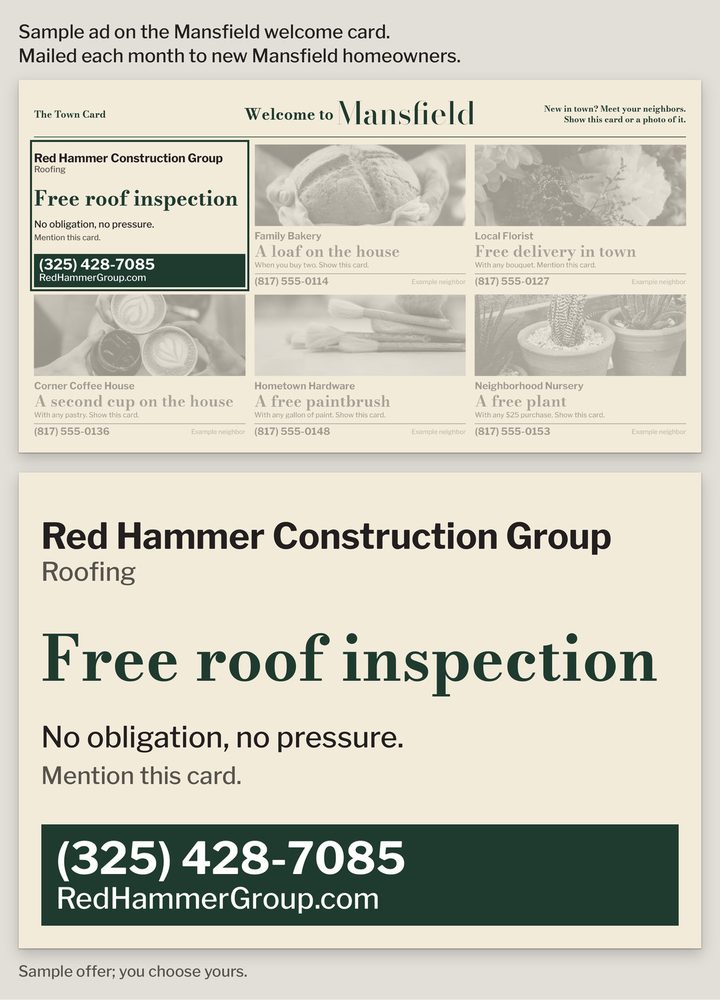 Sample ad on the Mansfield welcome card.
Mailed each month to new Mansfield homeowners.
The Town Card
Welcome to Mansfield
New in town? Meet your neighbors.
Show this card or a photo of it.
Red Hammer Construction Group
Roofing
Free roof inspection
No obligation, no pressure.
Mention this card.
(325) 428-7085
RedHammerGroup.com
Family Bakery
A loaf on the house
When you buy two. Show this card.
(817) 555-0114
Example neighbor
Local Florist
Free delivery in town
With any bouquet. Mention this card.
(817) 555-0127
Example neighbor
Corner Coffee House
A second cup on the house
With any pastry. Show this card.
(817) 555-0136
Example neighbor
Hometown Hardware
A free paintbrush
With any gallon of paint. Show this card.
(817) 555-0148
Example neighbor
Neighborhood Nursery
A free plant
With any $25 purchase. Show this card.
(817) 555-0153
Example neighbor
Red Hammer Construction Group
Roofing
Free roof inspection
No obligation, no pressure.
Mention this card.
(325) 428-7085
RedHammerGroup.com
Sample offer; you choose yours.